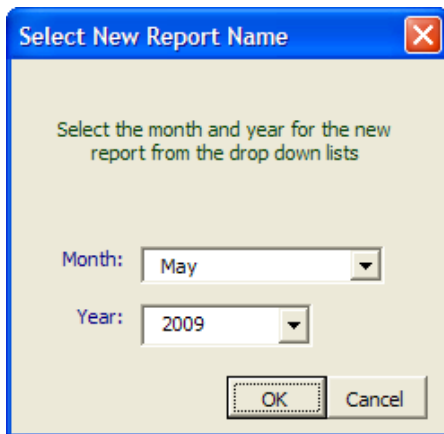 Select New Report Name
Select the month and year for the new
report from the drop down lists
Month: May
Year: 2009
OK Cancel